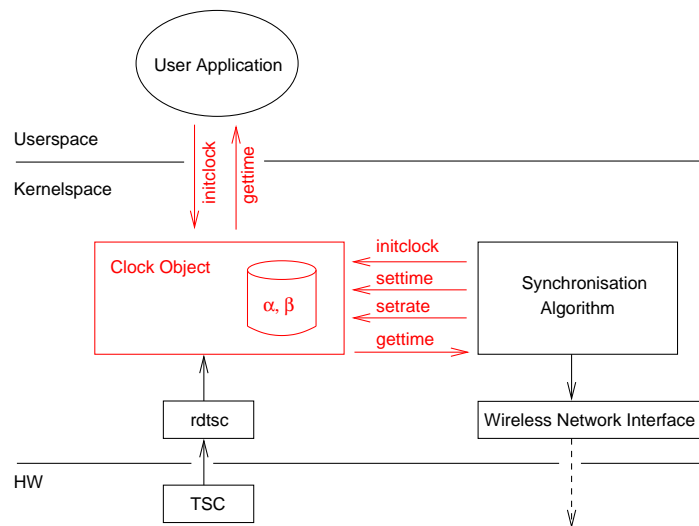 User Application
Userspace
Kernelspace
initclock
gettime
Clock Object
α, β
initclock
settime
setrate
gettime
Synchronisation
Algorithm
rdtsc
Wireless Network Interface
HW
TSC